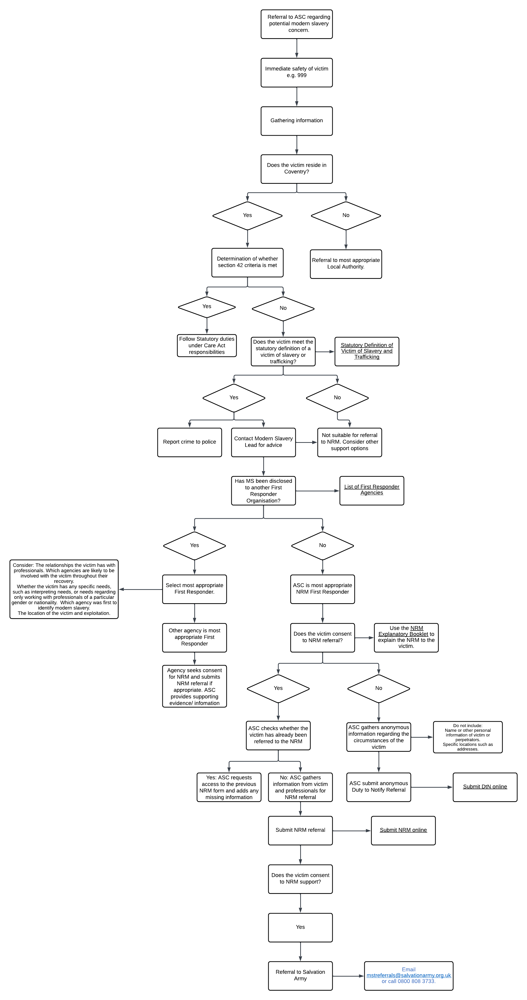 Referral to ASC regarding
potential modern slavery
concern.
Immediate safety of victim
e.g. 999
Gathering information
Does the victim reside in
Coventry?
Yes
No
Determination of whether
section 42 criteria is met
Referral to most appropriate
Local Authority.
Yes
No
Follow Statutory duties
under Care Act
responsibilities
Does the victim meet the
statutory definition of a
victim of slavery or
trafficking?
Statutory Definition of
Victim of Slavery and
Trafficking
Yes
No
Report crime to police
Contact Modern Slavery
Lead for advice
Not suitable for referral
to NRM. Consider other
support options
Has MS been disclosed
to another First
Responder
Organisation?
List of First Responder
Agencies
Yes
No
Consider: The relationships the victim has with
professionals. Which agencies are likely to be
involved with the victim throughout their
recovery.
Whether the victim has any specific needs,
such as interpreting needs, or needs regarding
only working with professionals of a particular
gender or nationality.  Which agency was first to
identify modern slavery.
The location of the victim and exploitation.
Select most appropriate
First Responder.
ASC is most appropriate
NRM First Responder
Other agency is most
appropriate First
Responder
Does the victim consent
to NRM referral?
Use the NRM
Explanatory Booklet to
explain the NRM to the
victim.
Agency seeks consent
for NRM and submits
NRM referral if
appropriate. ASC
provides supporting
evidence/ infomation
Yes
No
ASC checks whether the
victim has already been
referred to the NRM
ASC gathers anonymous
information regarding the
circumstances of the
victim
Do not include:
Name or other personal
information of victim or
perpetrators.
Specific locations such as
addresses.
Yes: ASC requests
access to the previous
NRM form and adds any
missing information
No: ASC gathers
information from victim
and professionals for
NRM referral
ASC submit anonymous
Duty to Notify Referral
Submit DtN online
Submit NRM referral
Submit NRM online
Does the victim consent
to NRM support?
Yes
Referral to Salvation
Army
Email
mstreferrals@salvationarmy.org.uk
or call 0800 808 3733.